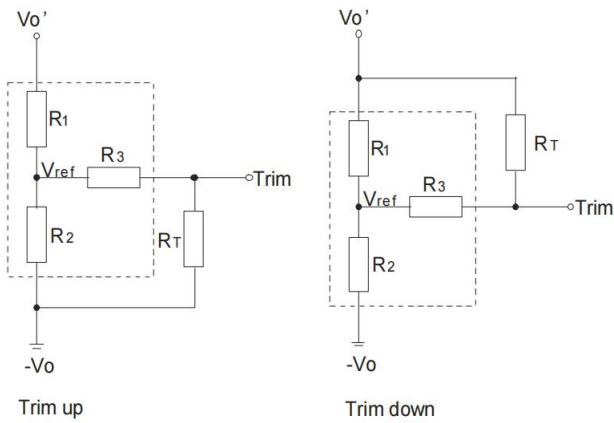 Vo'
R1
Vref
R3
Trim
R2
RT
-Vo
Trim up
Vo'
R1
RT
Vref
R3
Trim
R2
-Vo
Trim down